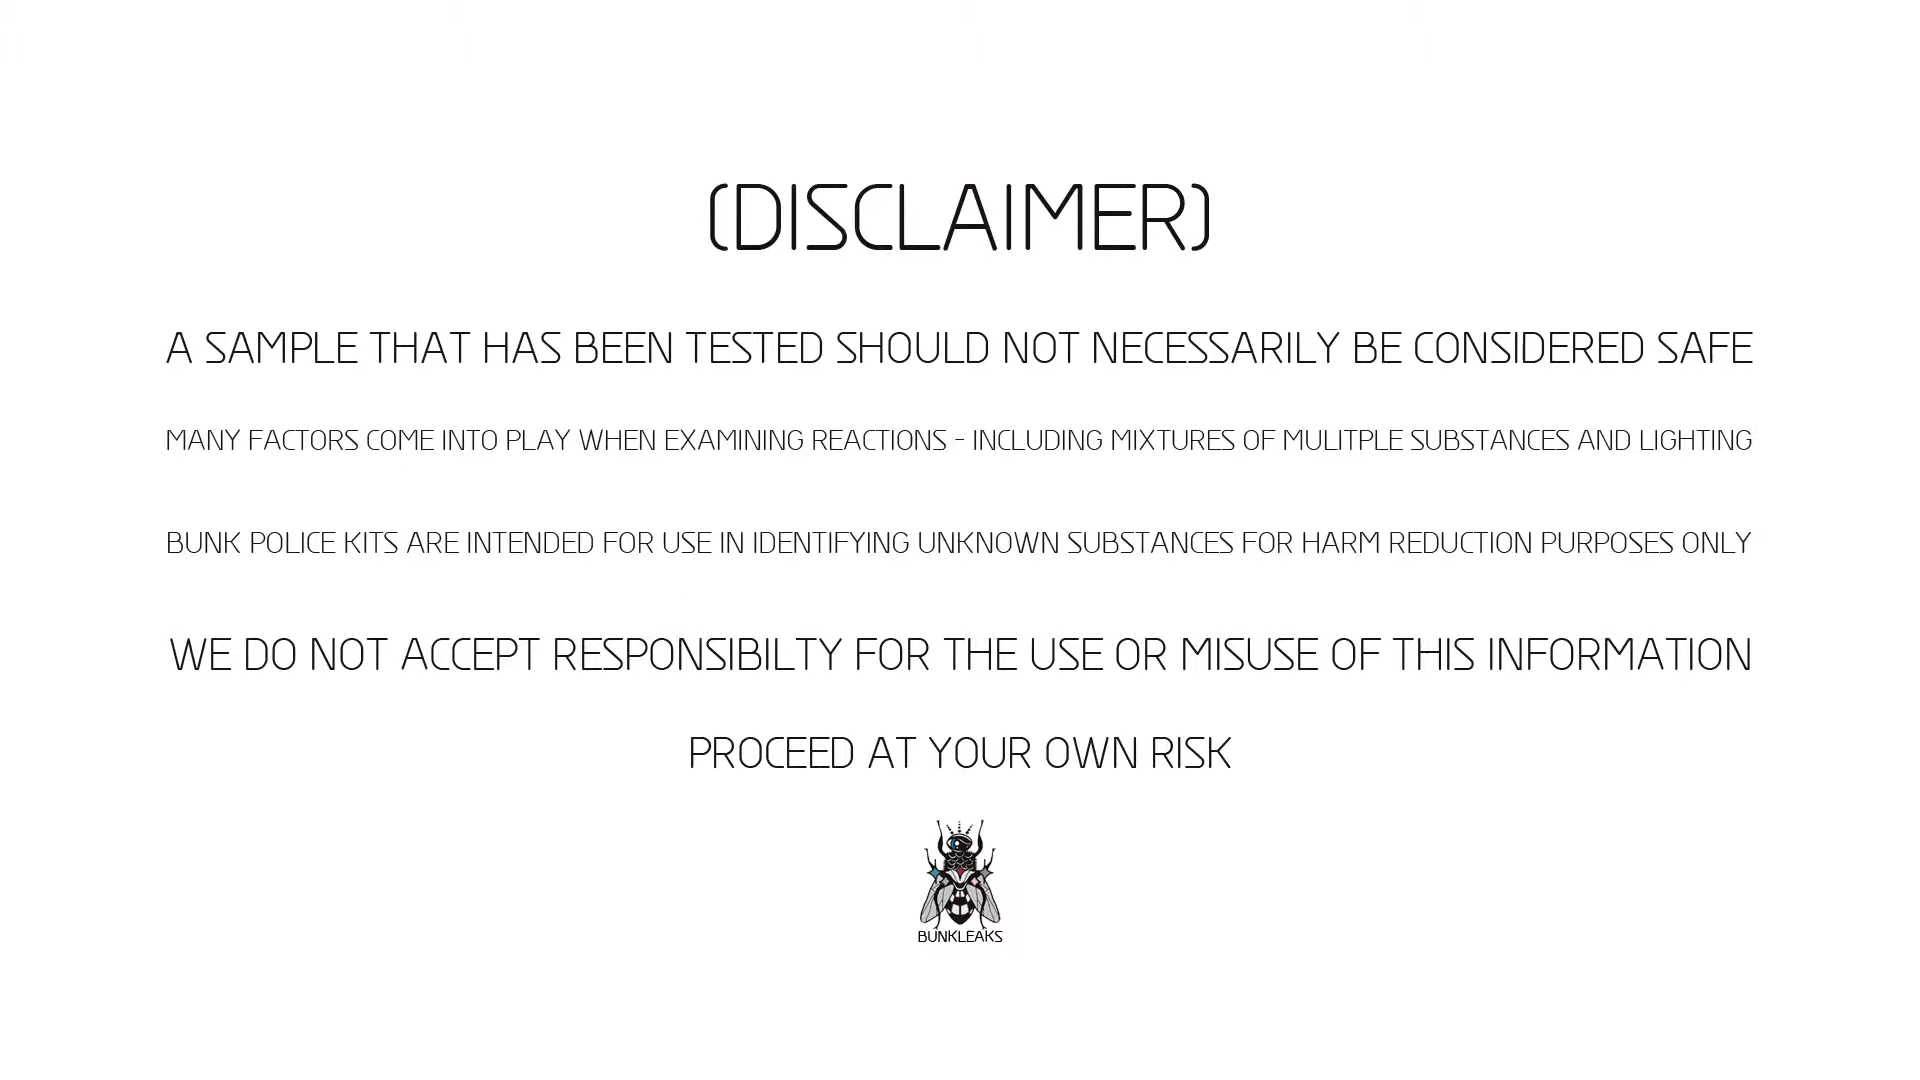 (DISCLAIMER)
A SAMPLE THAT HAS BEEN TESTED SHOULD NOT NECESSARILY BE CONSIDERED SAFE
MANY FACTORS COME INTO PLAY WHEN EXAMINING REACTIONS - INCLUDING MIXTURES OF MULITPLE SUBSTANCES AND LIGHTING
BUNK POLICE KITS ARE INTENDED FOR USE IN IDENTIFYING UNKNOWN SUBSTANCES FOR HARM REDUCTION PURPOSES ONLY
WE DO NOT ACCEPT RESPONSIBILTY FOR THE USE OR MISUSE OF THIS INFORMATION
PROCEED AT YOUR OWN RISK
BUNKLEAKS